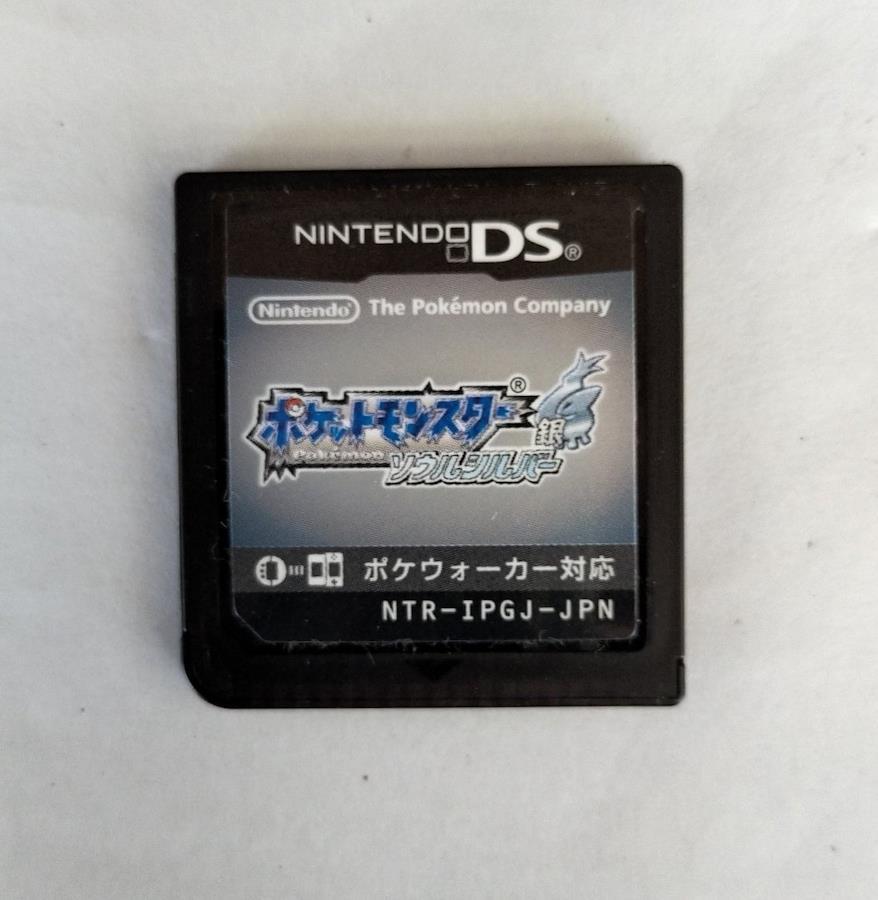 NINTENDO DS®
Nintendo® The Pokémon Company
ポケットモンスター®
銀
Pokémon
ソウルシルバー
ポケウォーカー対応
NTR-IPGJ-JPN